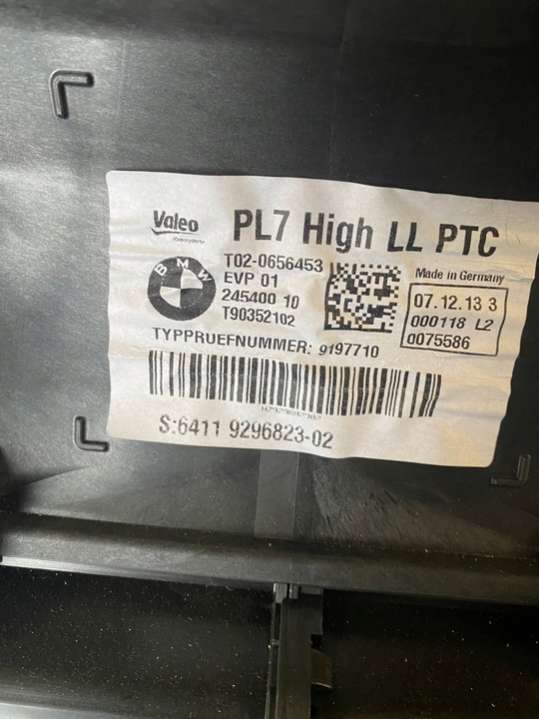 Valeo
PL7 High LL PTC
BMW
T02-0656453
EVP 01
245400 10
T90352102
Made in Germany
07.12.13 3
000118 L2
0075586
TYPPRUEFNUMMER: 9197710
S:6411 9296823-02